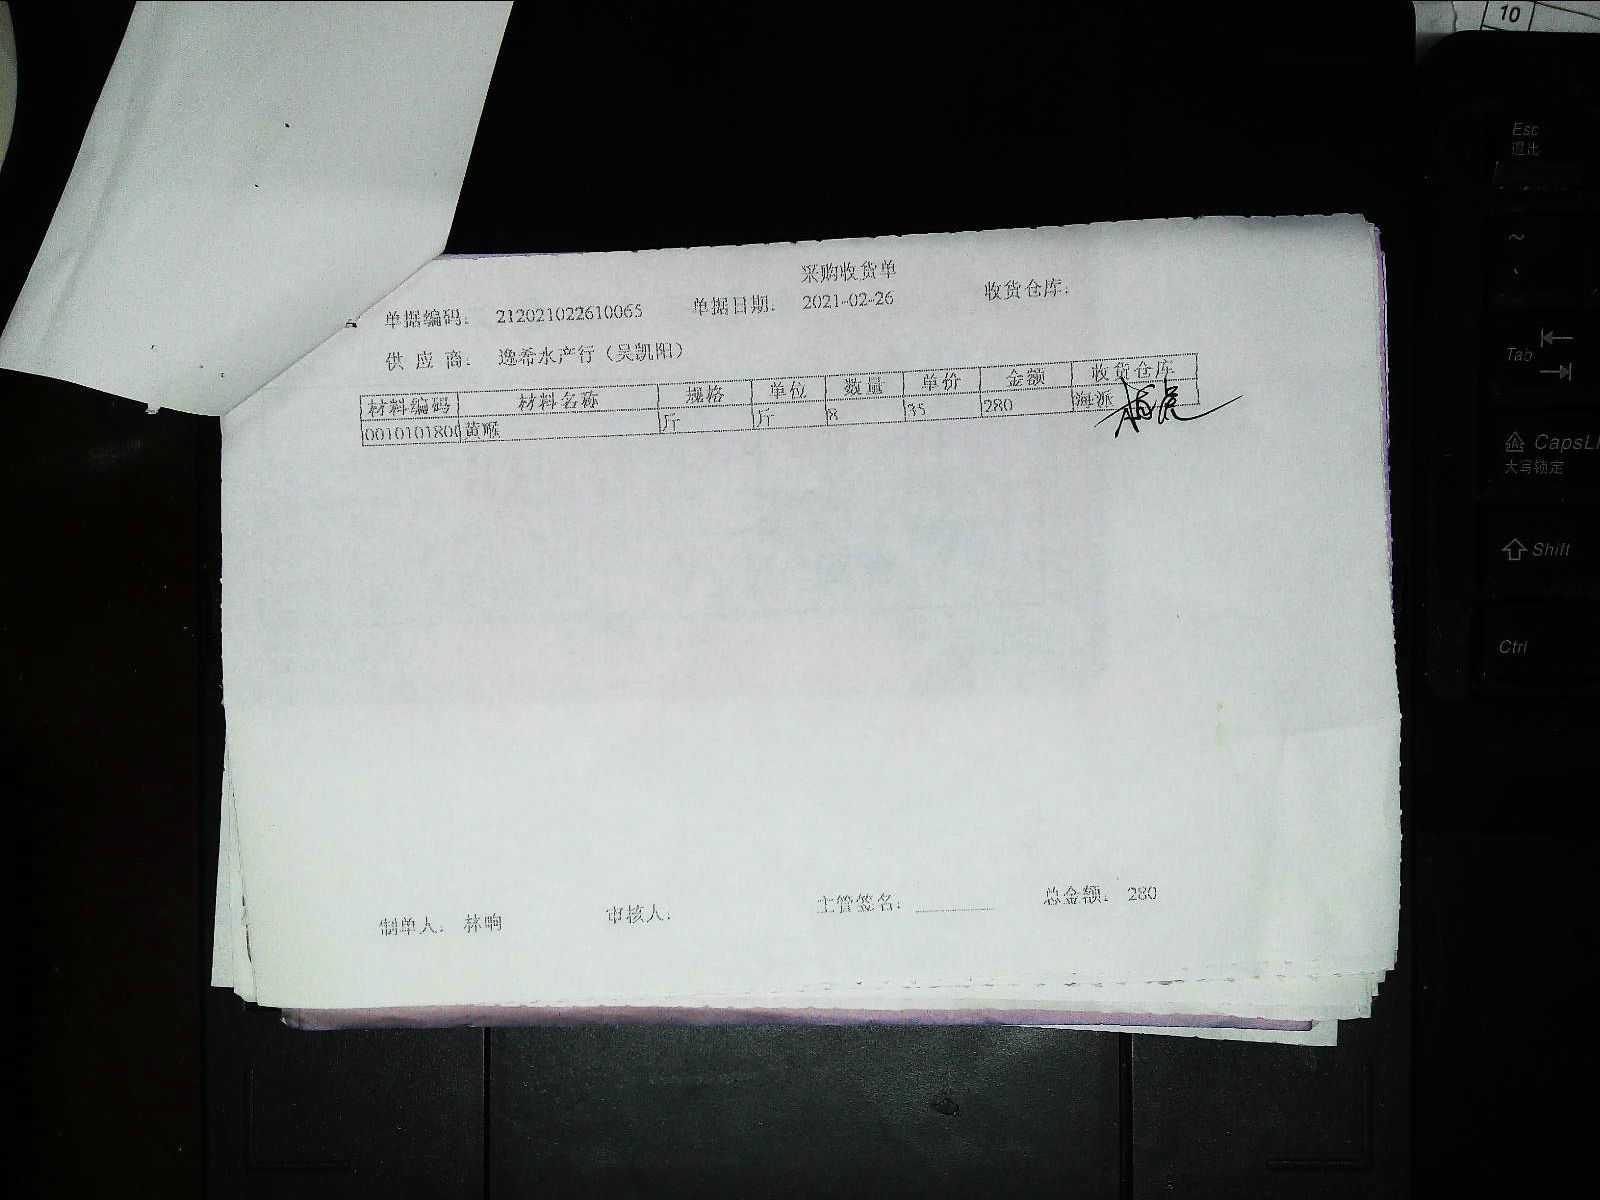 10
采购收货单
单据编码: 212021022610065 单据日期: 2021-02-26 收货仓库:
供 应 商: 逸希水产行（吴凯阳）
材料编码 材料名称 规格 单位 数量 单价 金额 收货仓库
0010101800 黄喉 斤 斤 8 35 280 海派
制单人: 林晌 审核人: 主管签名: 总金额: 280
Esc
退出
~
Tab
CapsL
大写锁定
Shift
Ctrl